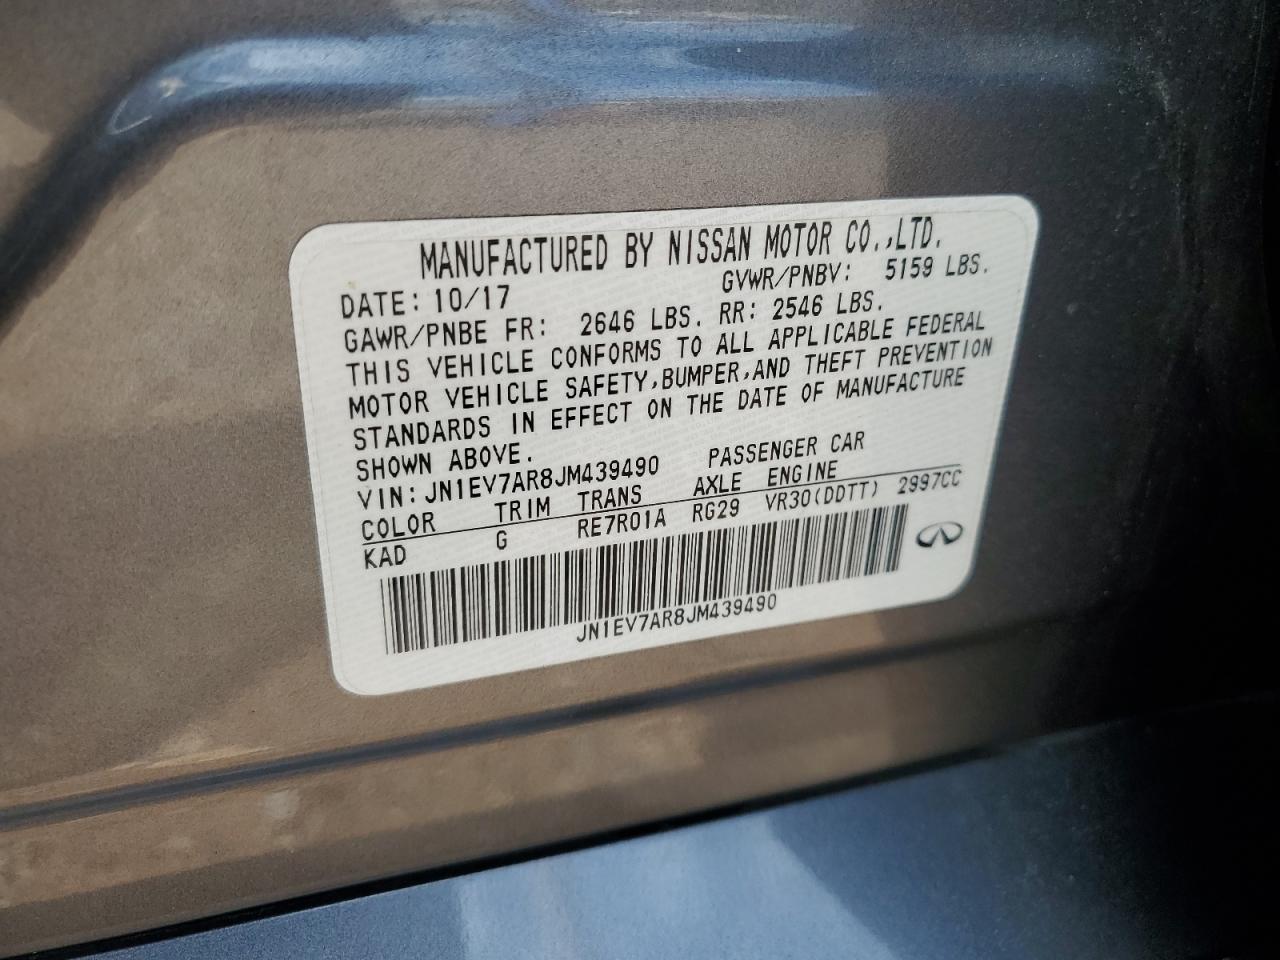 MANUFACTURED BY NISSAN MOTOR CO.,LTD.
DATE: 10/17 GVWR/PNBV: 5159 LBS.
GAWR/PNBE FR: 2646 LBS. RR: 2546 LBS.
THIS VEHICLE CONFORMS TO ALL APPLICABLE FEDERAL
MOTOR VEHICLE SAFETY,BUMPER,AND THEFT PREVENTION
STANDARDS IN EFFECT ON THE DATE OF MANUFACTURE
SHOWN ABOVE.
VIN: JN1EV7AR8JM439490 PASSENGER CAR
COLOR TRIM TRANS AXLE ENGINE
KAD G RE7R01A RG29 VR30(DDTT) 2997CC
JN1EV7AR8JM439490